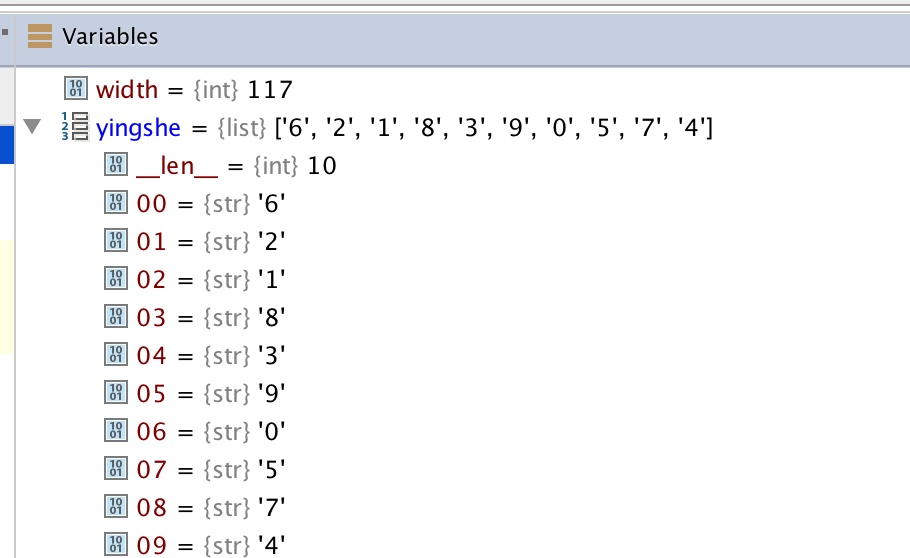 Variables
width = {int} 117
yingshe = {list} ['6', '2', '1', '8', '3', '9', '0', '5', '7', '4']
__len__ = {int} 10
00 = {str} '6'
01 = {str} '2'
02 = {str} '1'
03 = {str} '8'
04 = {str} '3'
05 = {str} '9'
06 = {str} '0'
07 = {str} '5'
08 = {str} '7'
09 = {str} '4'